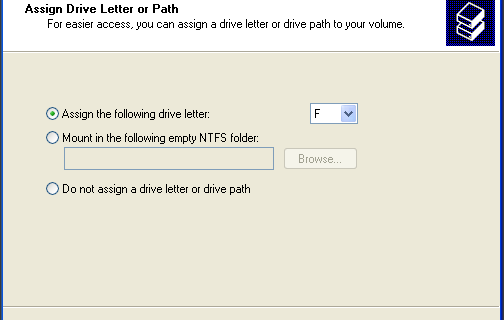 Assign Drive Letter or Path
For easier access, you can assign a drive letter or drive path to your volume.
Assign the following drive letter: F
Mount in the following empty NTFS folder:
Browse...
Do not assign a drive letter or drive path